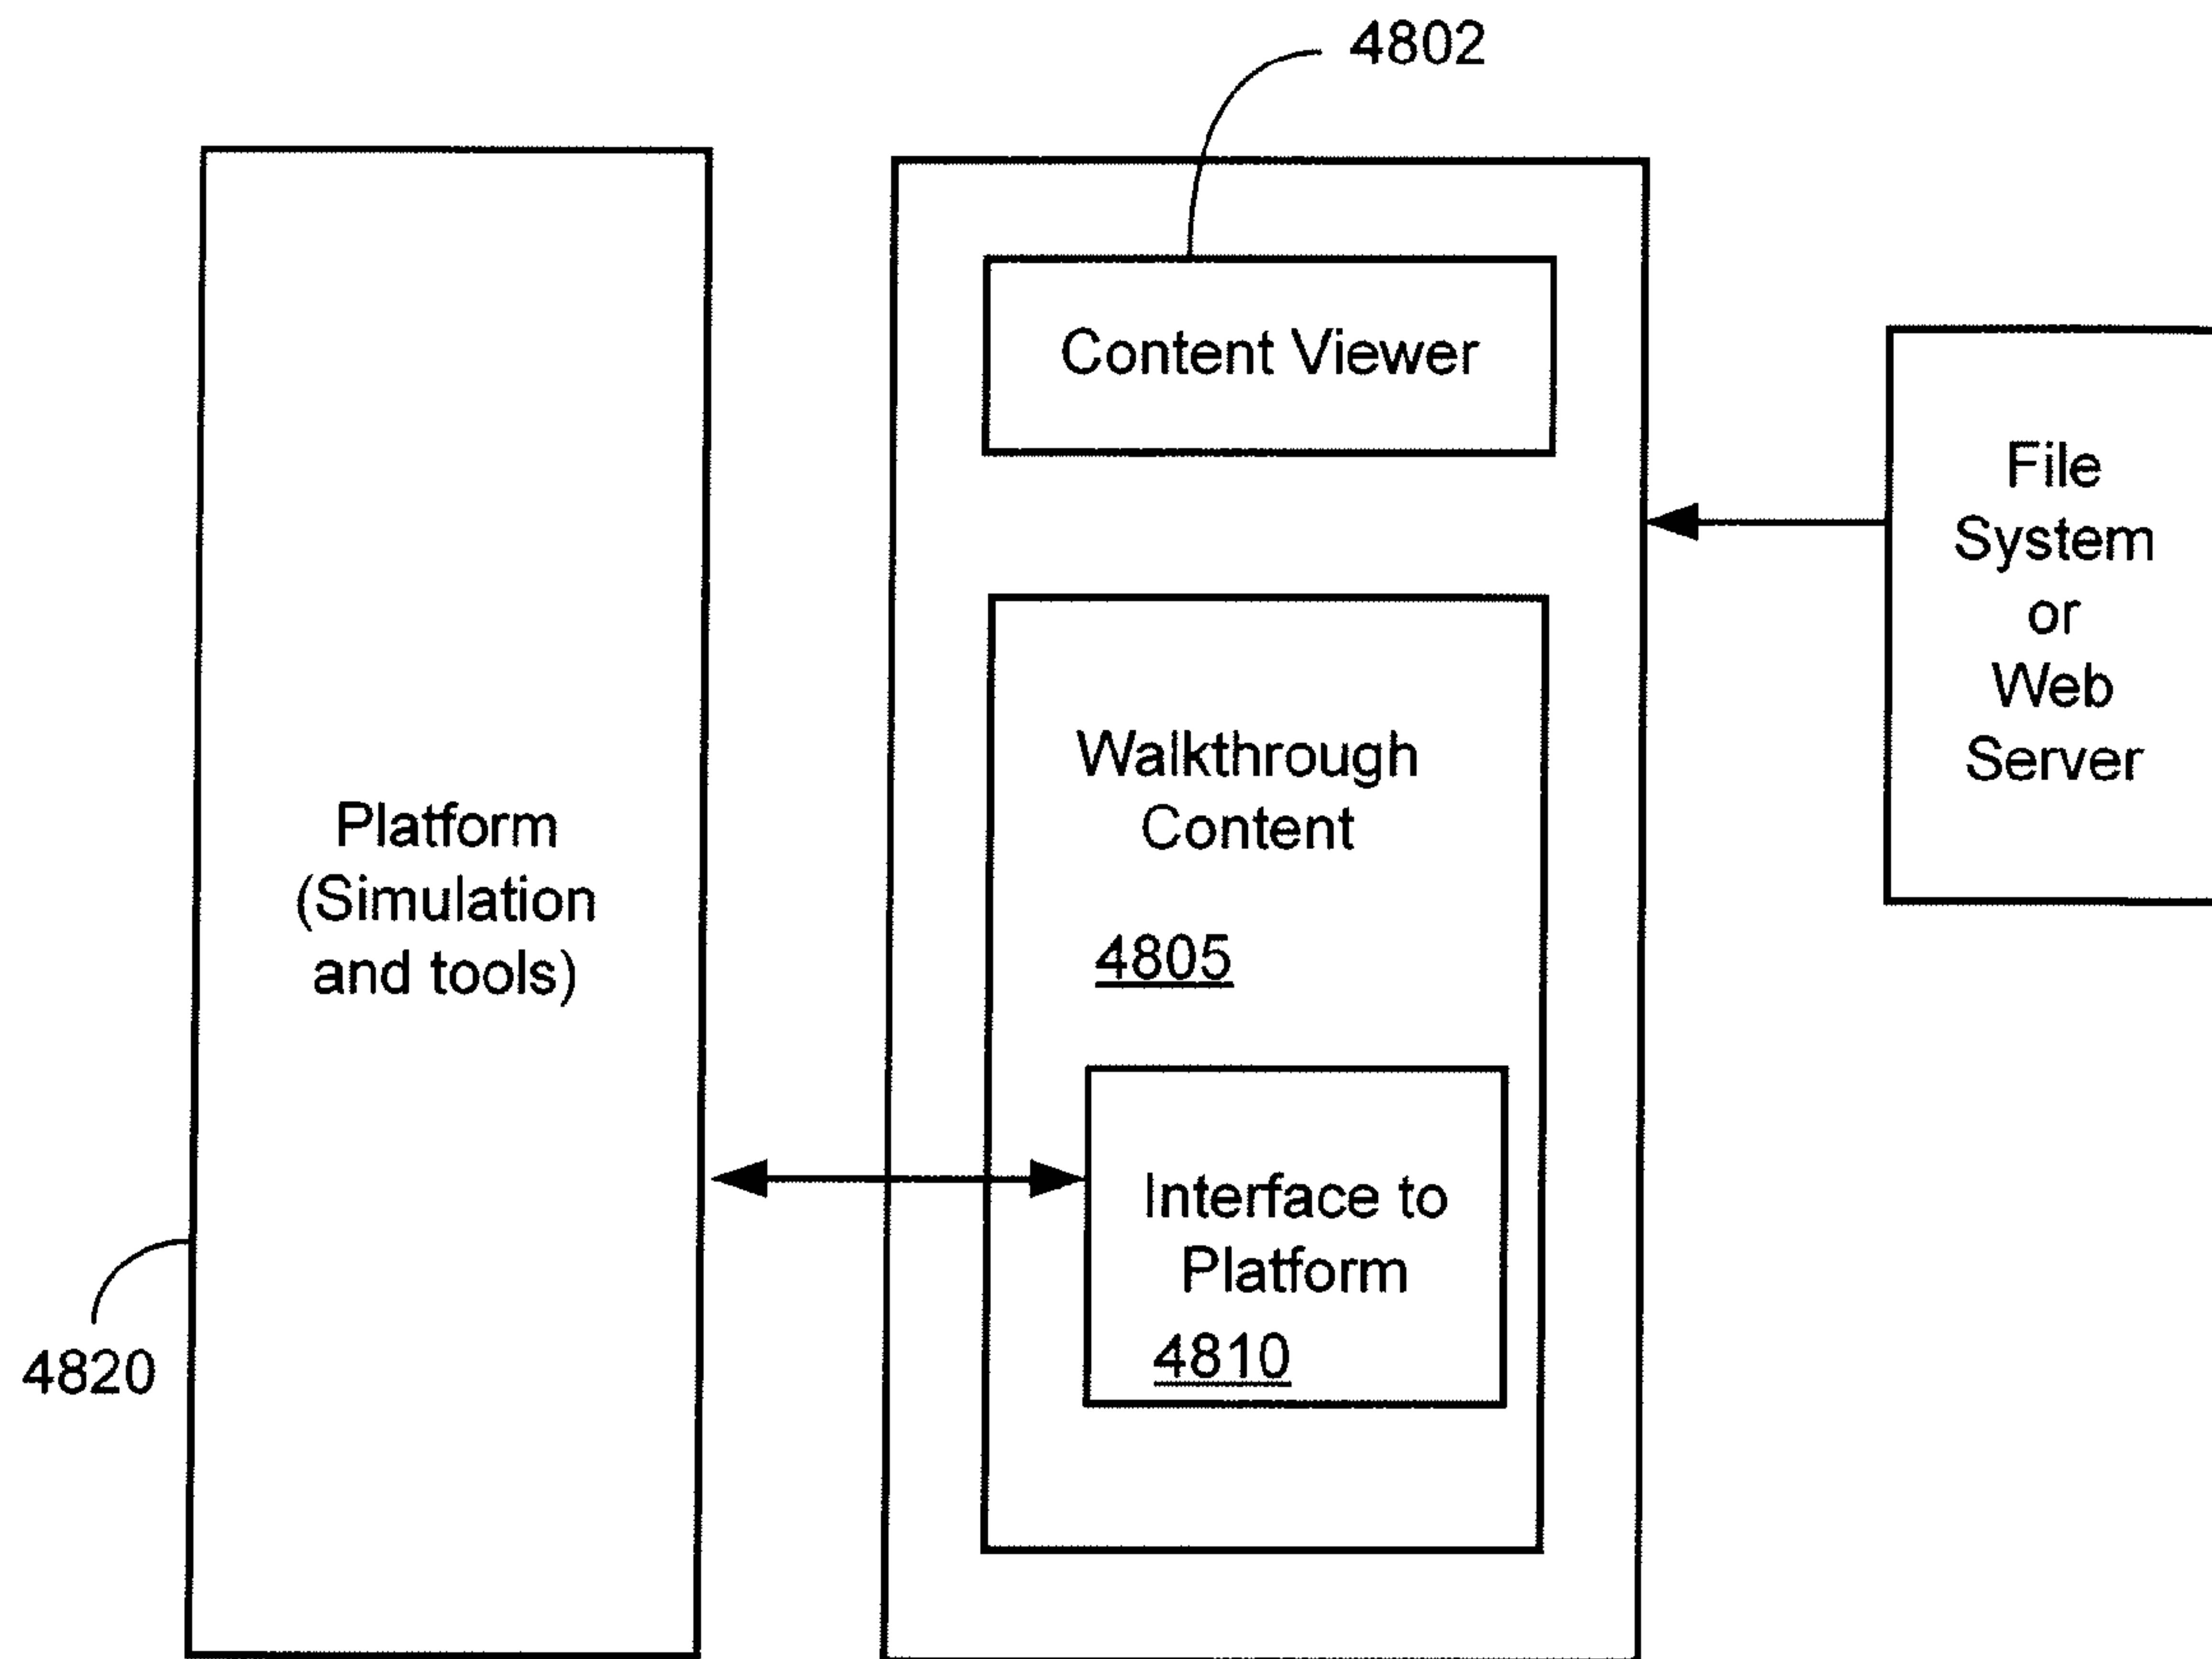 4802
Content Viewer
File
System
or
Web
Server
Walkthrough
Content
4805
Platform
(Simulation
and tools)
Interface to
Platform
4810
4820